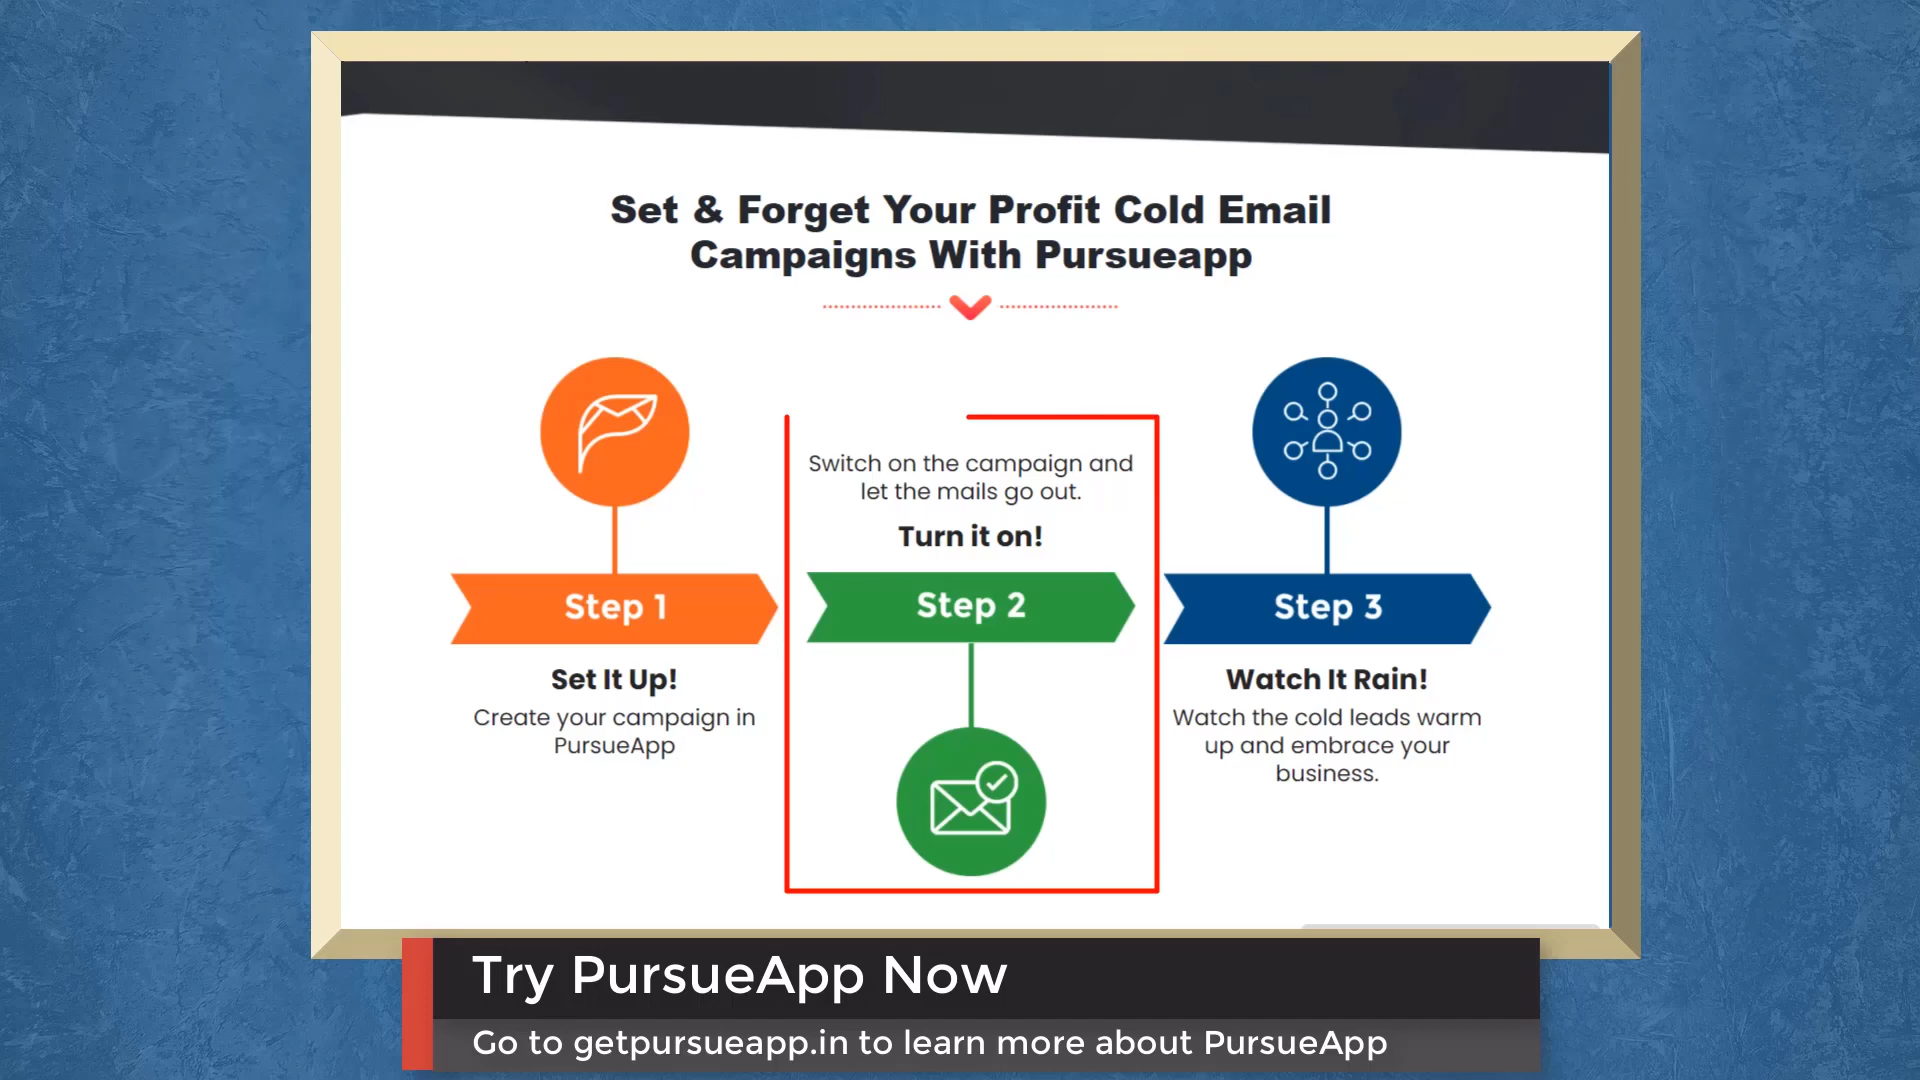 Set & Forget Your Profit Cold Email
Campaigns With Pursueapp
Step 1
Set It Up!
Create your campaign in
PursueApp
Switch on the campaign and
let the mails go out.
Turn it on!
Step 2
Step 3
Watch It Rain!
Watch the cold leads warm
up and embrace your
business.
Try PursueApp Now
Go to getpursueapp.in to learn more about PursueApp